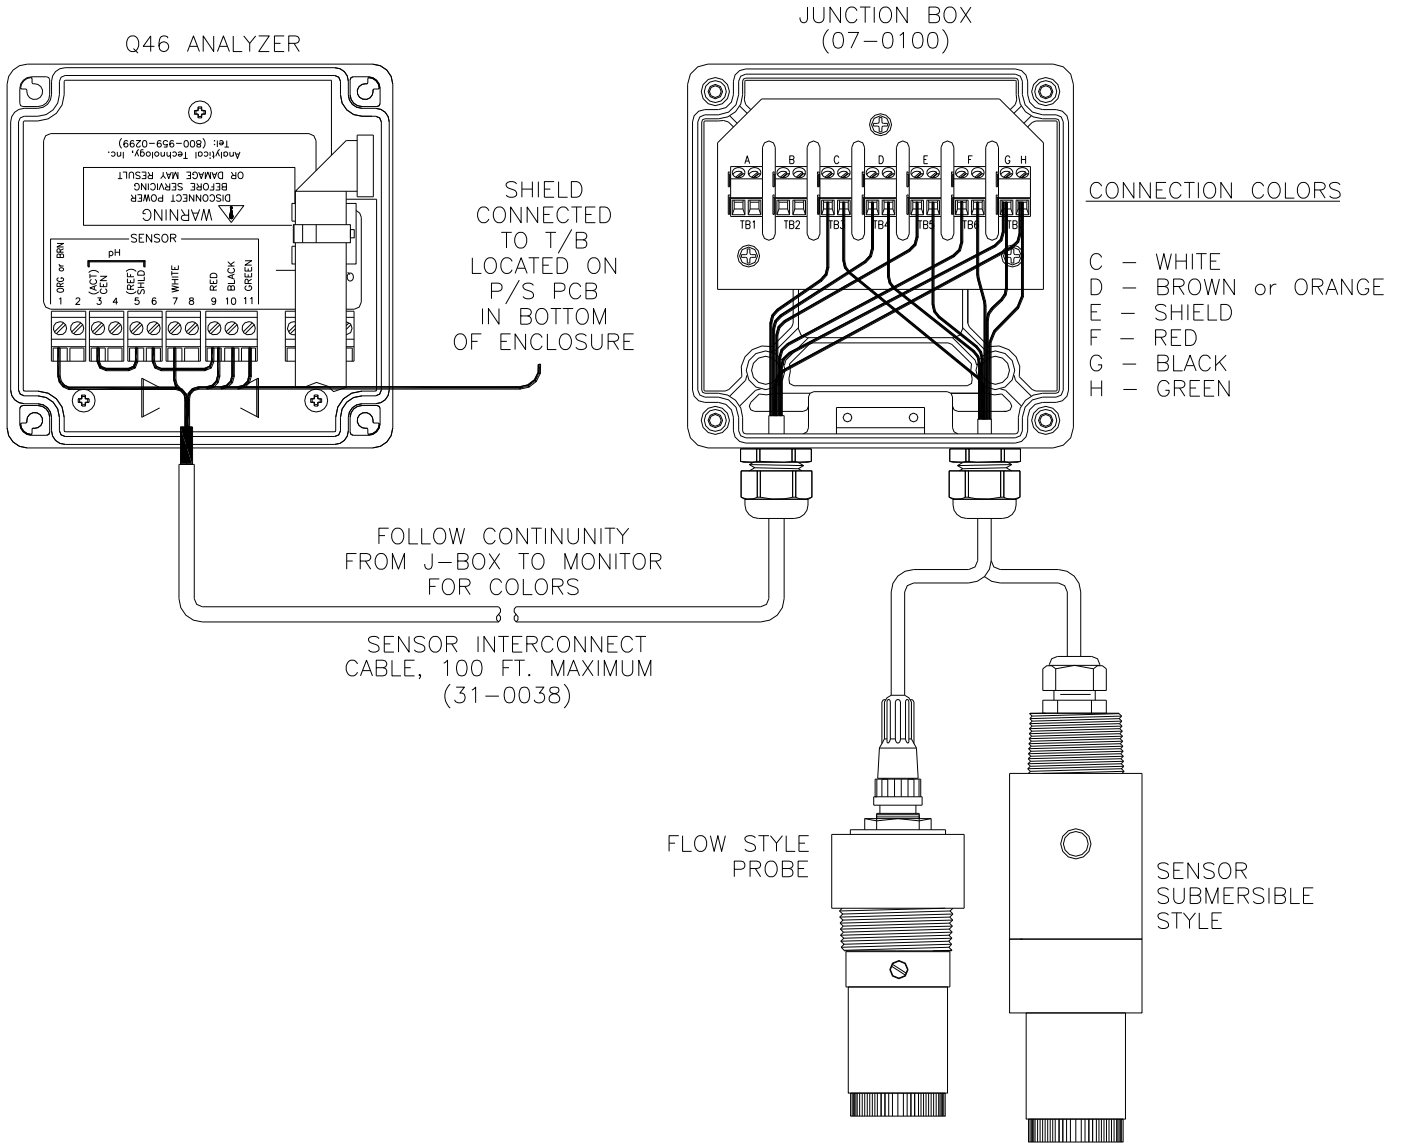 Q46 ANALYZER
Tel: (800-959-0299)
Analytical Technology, Inc.
OR DAMAGE MAY RESULT
BEFORE SERVICING
DISCONNECT POWER
WARNING
SENSOR
pH
ORG or BRN
(ACT)
CEN
(REF)
SHLD
WHITE
RED
BLACK
GREEN
1 2 3 4 5 6 7 8 9 10 11
SHIELD
CONNECTED
TO T/B
LOCATED ON
P/S PCB
IN BOTTOM
OF ENCLOSURE
JUNCTION BOX
(07-0100)
A B C D E F G H
TB1 TB2 TB3 TB4 TB5 TB6
CONNECTION COLORS
C - WHITE
D - BROWN or ORANGE
E - SHIELD
F - RED
G - BLACK
H - GREEN
FOLLOW CONTINUNITY
FROM J-BOX TO MONITOR
FOR COLORS
SENSOR INTERCONNECT
CABLE, 100 FT. MAXIMUM
(31-0038)
FLOW STYLE
PROBE
SENSOR
SUBMERSIBLE
STYLE